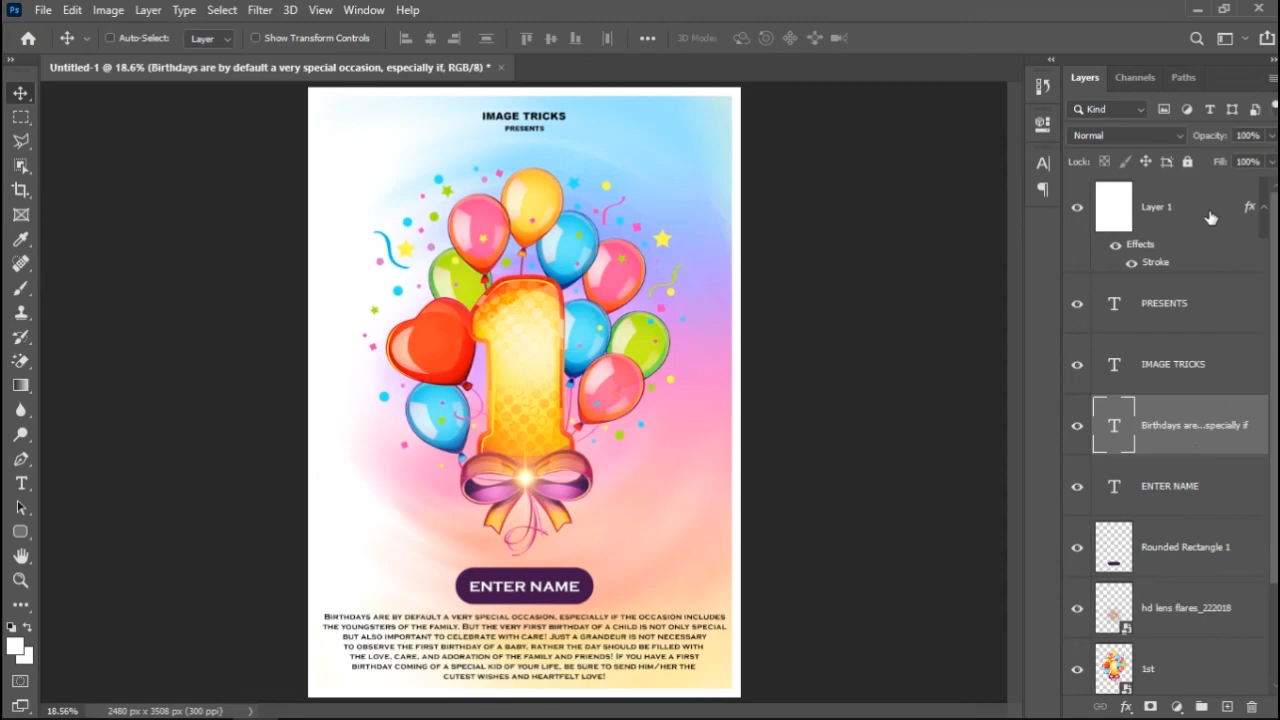 Ps File Edit Image Layer Type Select Filter 3D View Window Help
Auto-Select: Layer Show Transform Controls 3D Mode:
Untitled-1 @ 18.6% (Birthdays are by default a very special occasion, especially if, RGB/8) *
Layers Channels Paths
Kind
Normal Opacity: 100%
Lock: Fill: 100%
Layer 1 fx
Effects
Stroke
PRESENTS
IMAGE TRICKS
Birthdays are...specially if
ENTER NAME
Rounded Rectangle 1
hd lens flares_222018
1st
IMAGE TRICKS
PRESENTS
1
ENTER NAME
Birthdays are by default a very special occasion, especially if the occasion includes
the youngsters of the family. But the very first birthday of a child is not only special
but also important to celebrate with care! Just a grandeur is not necessary
to observe the first birthday of a baby, rather the day should be filled with
the love, care, and adoration of the family and friends! If you have a first
birthday coming of a special kid of your life, be sure to send him/her the
cutest wishes and heartfelt love!
18.56% 2480 px x 3508 px (300 ppi)